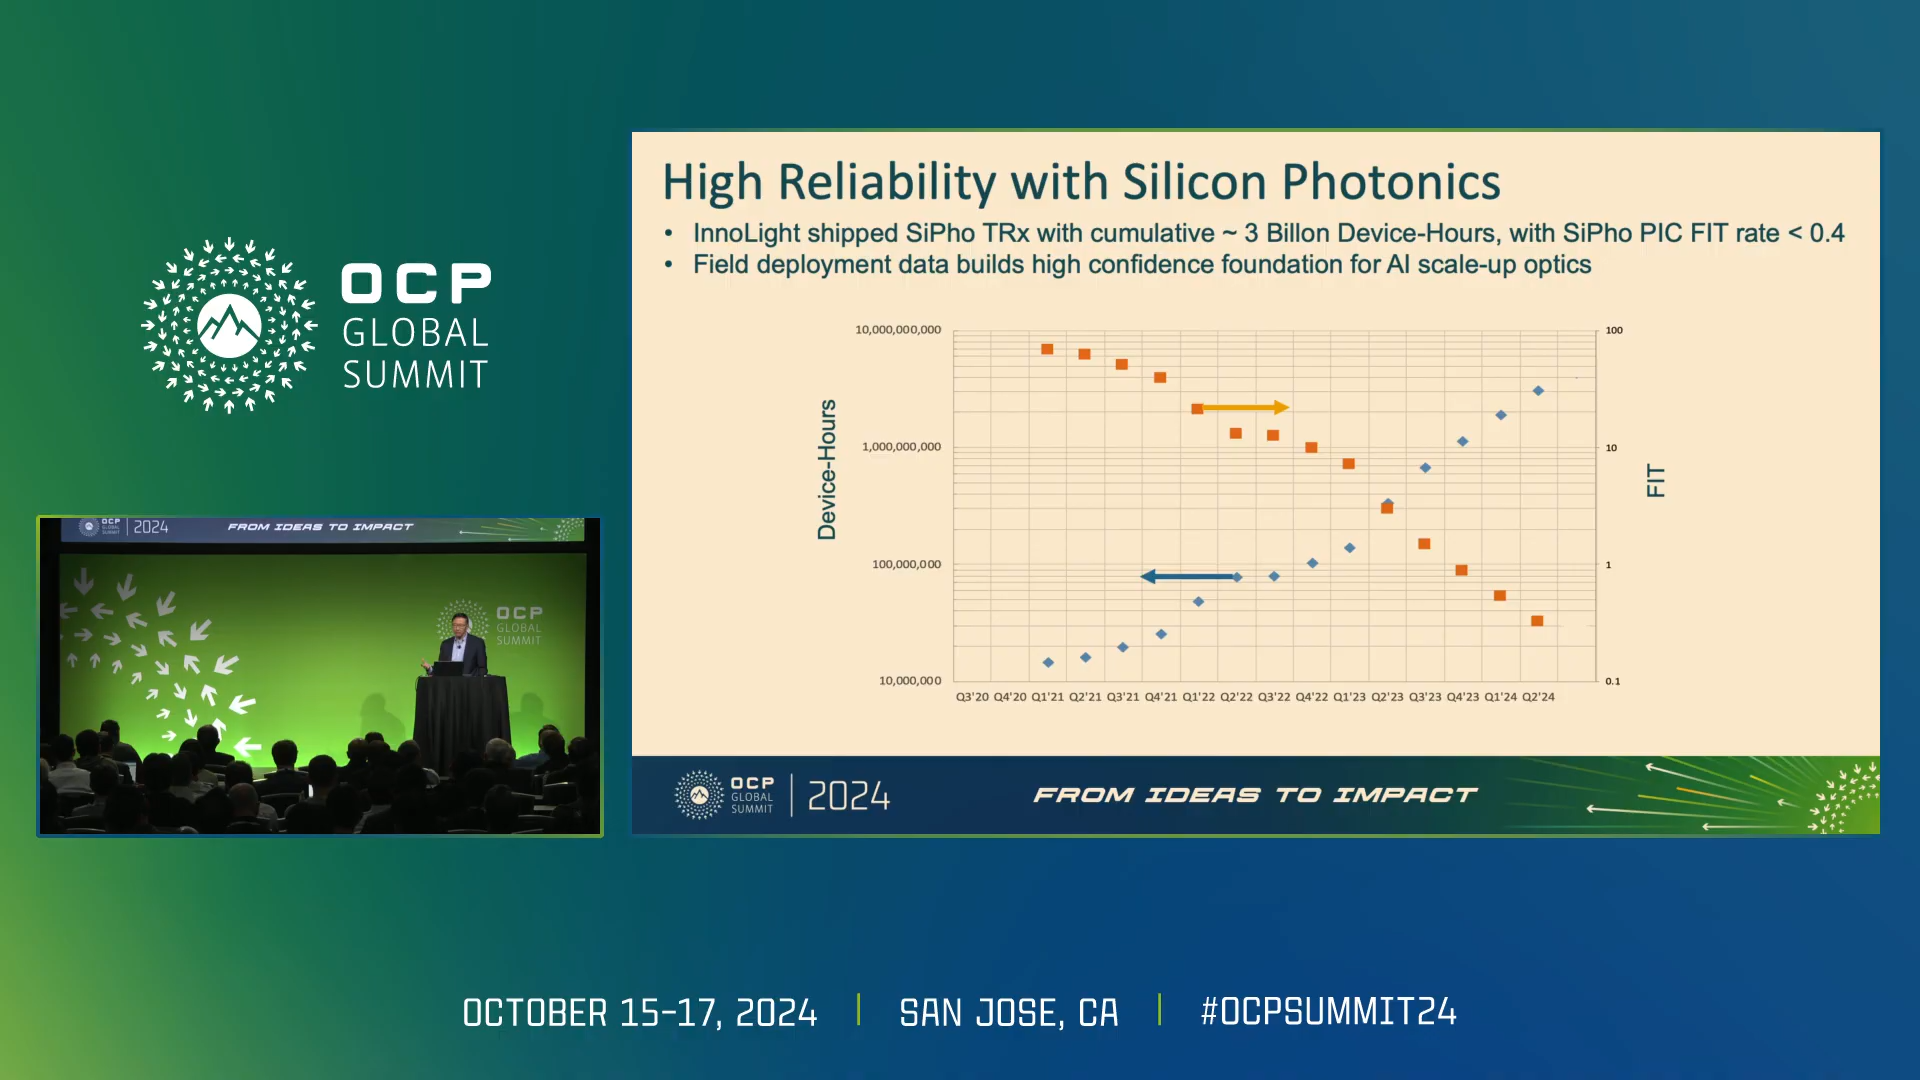 OCP
GLOBAL
SUMMIT
OCP
GLOBAL
SUMMIT
2024
FROM IDEAS TO IMPACT
OCP
GLOBAL
SUMMIT
High Reliability with Silicon Photonics
• InnoLight shipped SiPho TRx with cumulative ~ 3 Billon Device-Hours, with SiPho PIC FIT rate < 0.4
• Field deployment data builds high confidence foundation for AI scale-up optics
Device-Hours
10,000,000,000
1,000,000,000
100,000,000
10,000,000
100
10
1
0.1
FIT
Q3'20 Q4'20 Q1'21 Q2'21 Q3'21 Q4'21 Q1'22 Q2'22 Q3'22 Q4'22 Q1'23 Q2'23 Q3'23 Q4'23 Q1'24 Q2'24
OCP
GLOBAL
SUMMIT
2024
FROM IDEAS TO IMPACT
OCTOBER 15-17, 2024 | SAN JOSE, CA | #OCPSUMMIT24